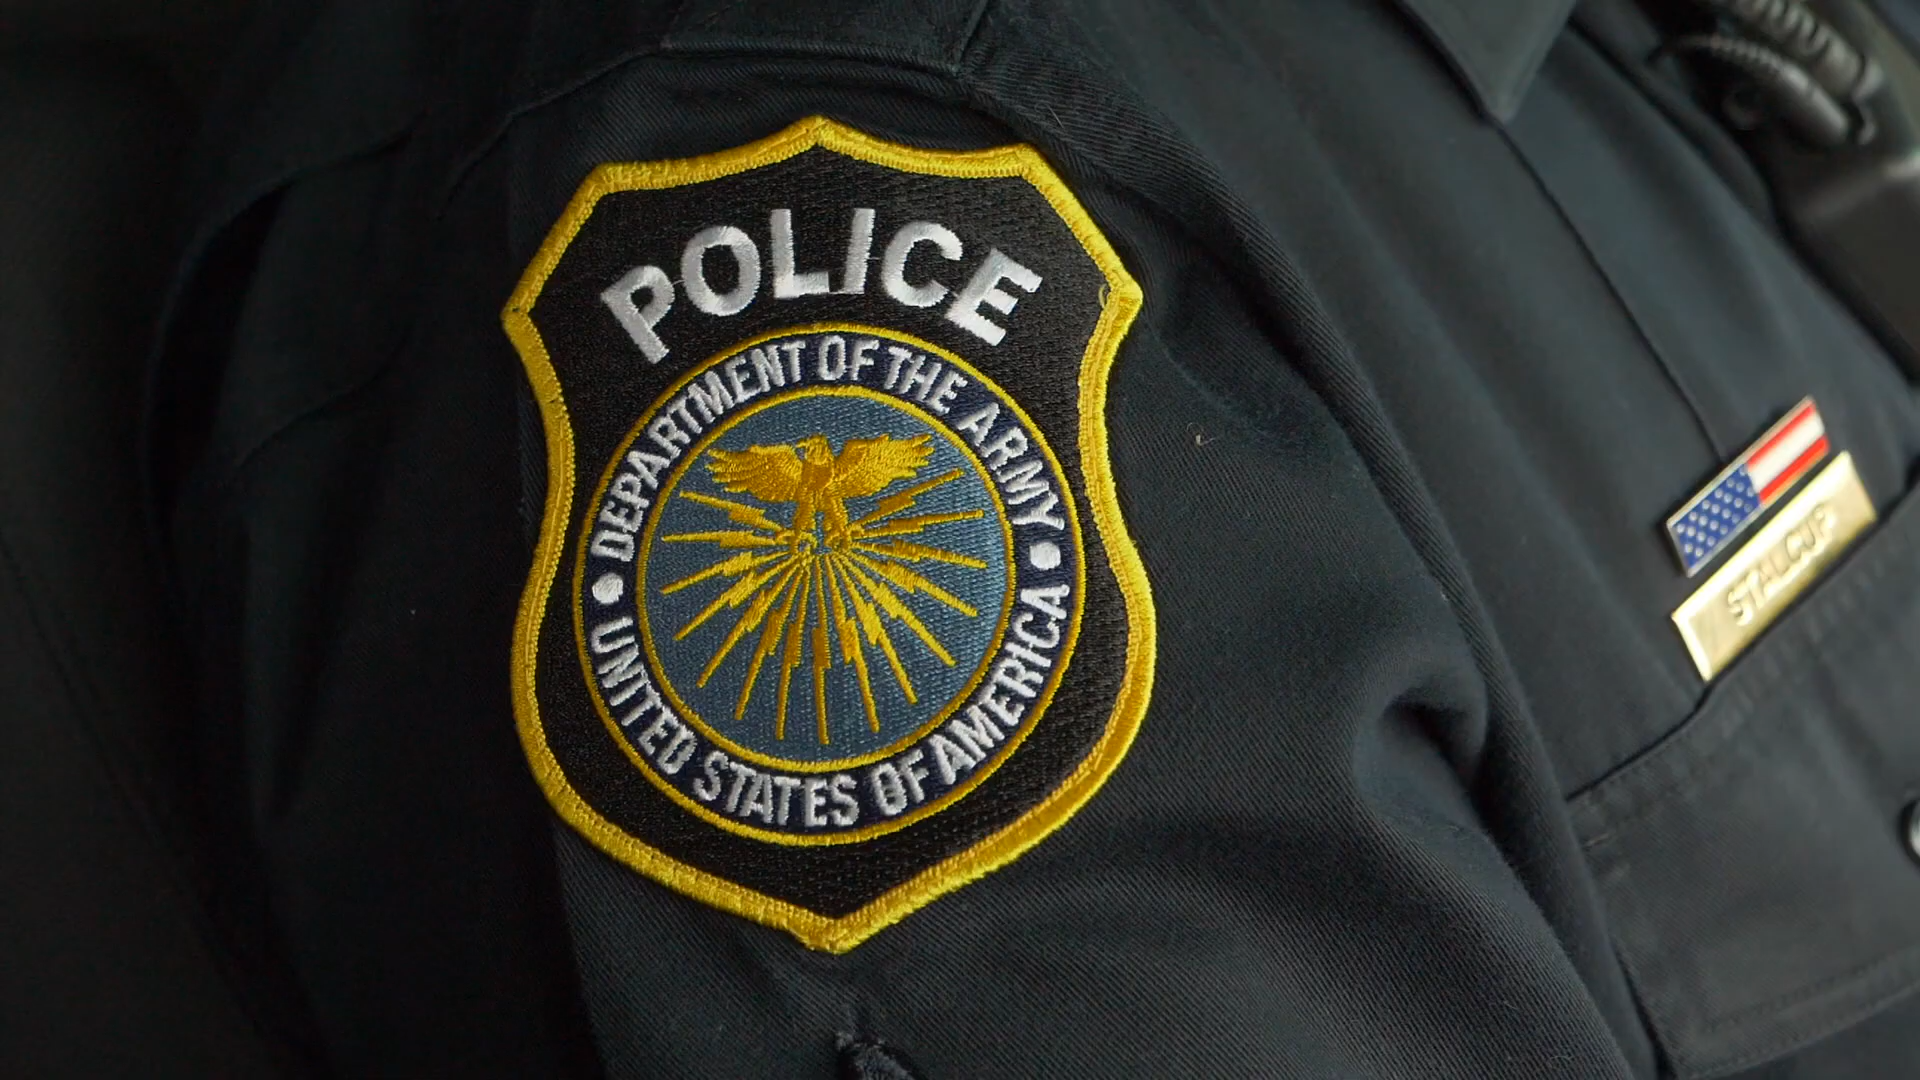 POLICE
DEPARTMENT OF THE ARMY
UNITED STATES OF AMERICA
STALCUP